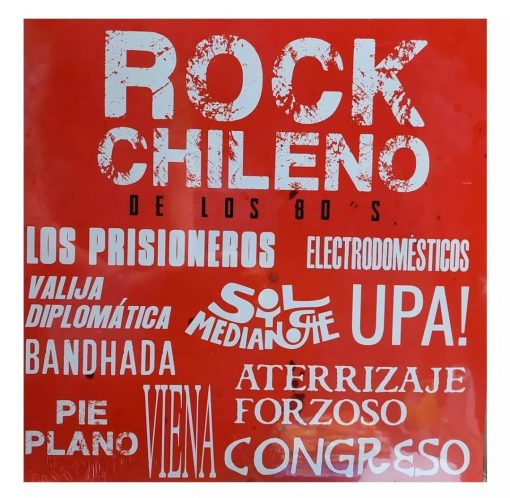 ROCK
CHILENO
DE LOS 80´S
LOS PRISIONEROS
ELECTRODOMÉSTICOS
VALIJA
DIPLOMÁTICA
SOL
Y
MEDIANOCHE
UPA!
BANDHADA
ATERRIZAJE
FORZOSO
PIE
PLANO
VIENA
CONGRESO